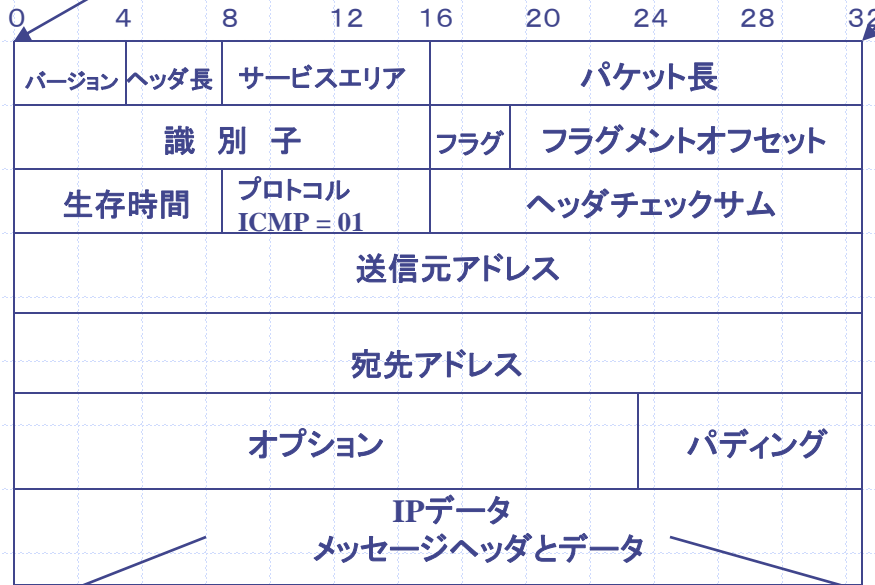 0 4 8 12 16 20 24 28 32
バージョン ヘッダ長 サービスエリア パケット長
識 別 子 フラグ フラグメントオフセット
生存時間 プロトコル ヘッダチェックサム
ICMP = 01
送信元アドレス
宛先アドレス
オプション パディング
IPデータ
メッセージヘッダとデータ